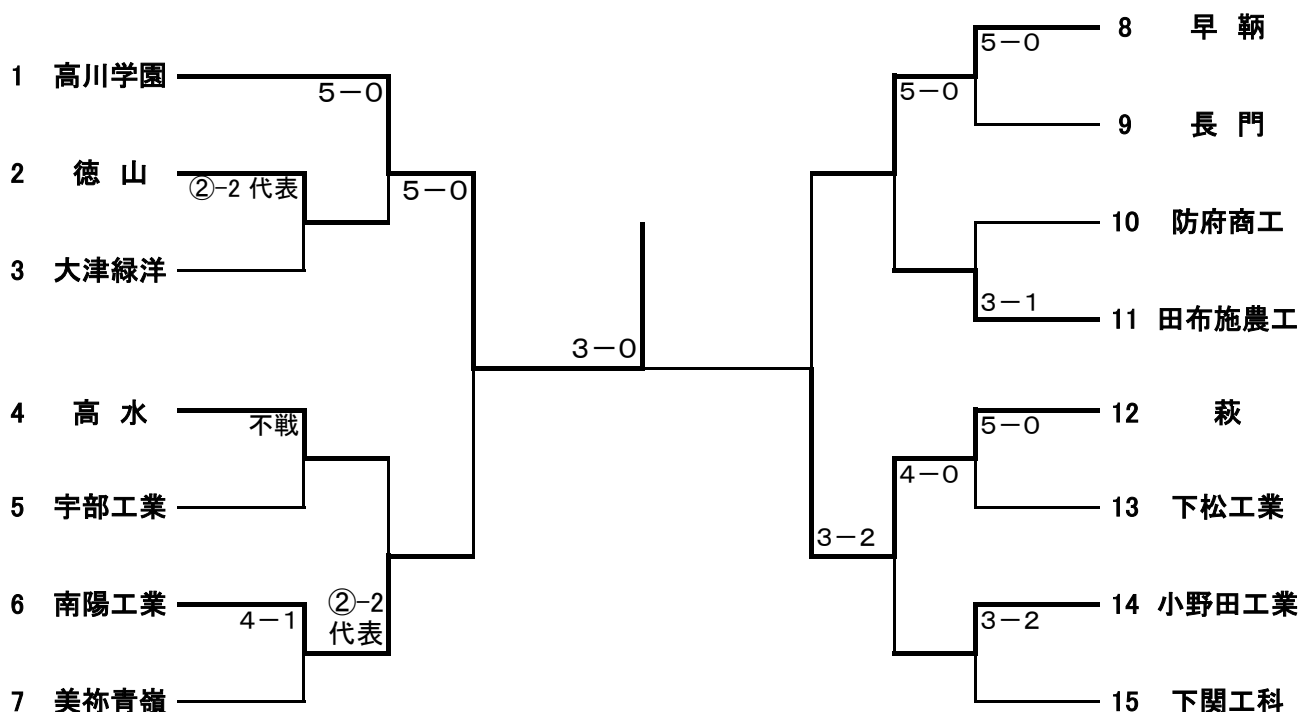 1 高川学園
5－0
2 徳 山
②-2 代表
5－0
3 大津緑洋
3－0
4 高 水
不戦
5 宇部工業
6 南陽工業
4－1
②-2
代表
7 美祢青嶺
8 早 鞆
5－0
5－0
9 長 門
10 防府商工
3－1
11 田布施農工
12 萩
5－0
4－0
13 下松工業
3－2
14 小野田工業
3－2
15 下関工科